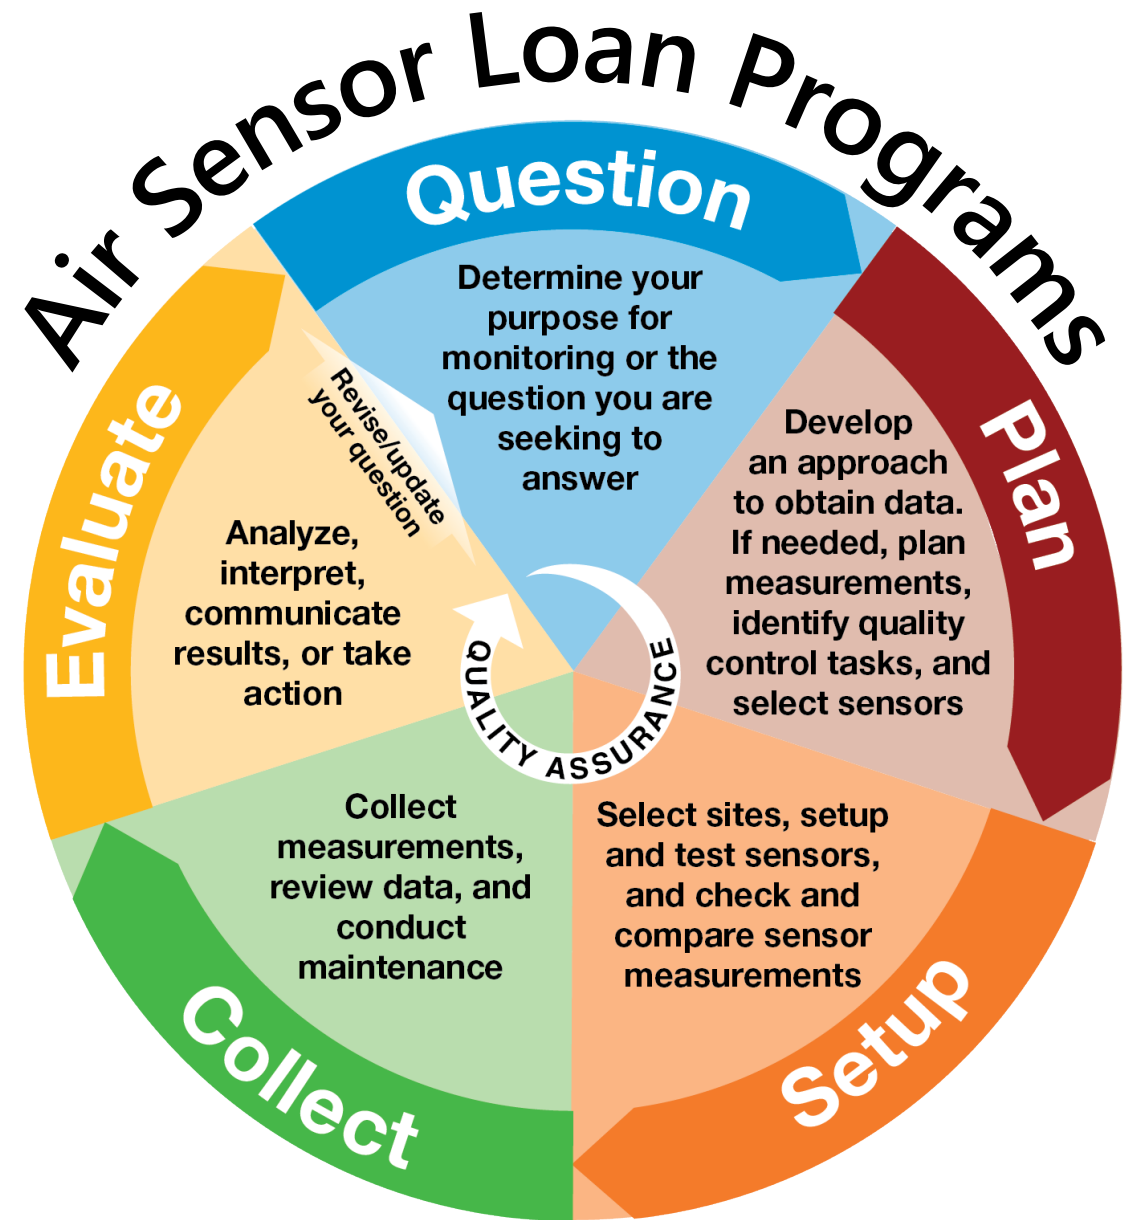 Air Sensor Loan Programs
Question
Determine your
purpose for
monitoring or the
question you are
seeking to
answer
Plan
Develop
an approach
to obtain data.
If needed, plan
measurements,
identify quality
control tasks, and
select sensors
Setup
Select sites, setup
and test sensors,
and check and
compare sensor
measurements
Collect
Collect
measurements,
review data, and
conduct
maintenance
Evaluate
Analyze,
interpret,
communicate
results, or take
action
Revise/update
your question
QUALITY ASSURANCE